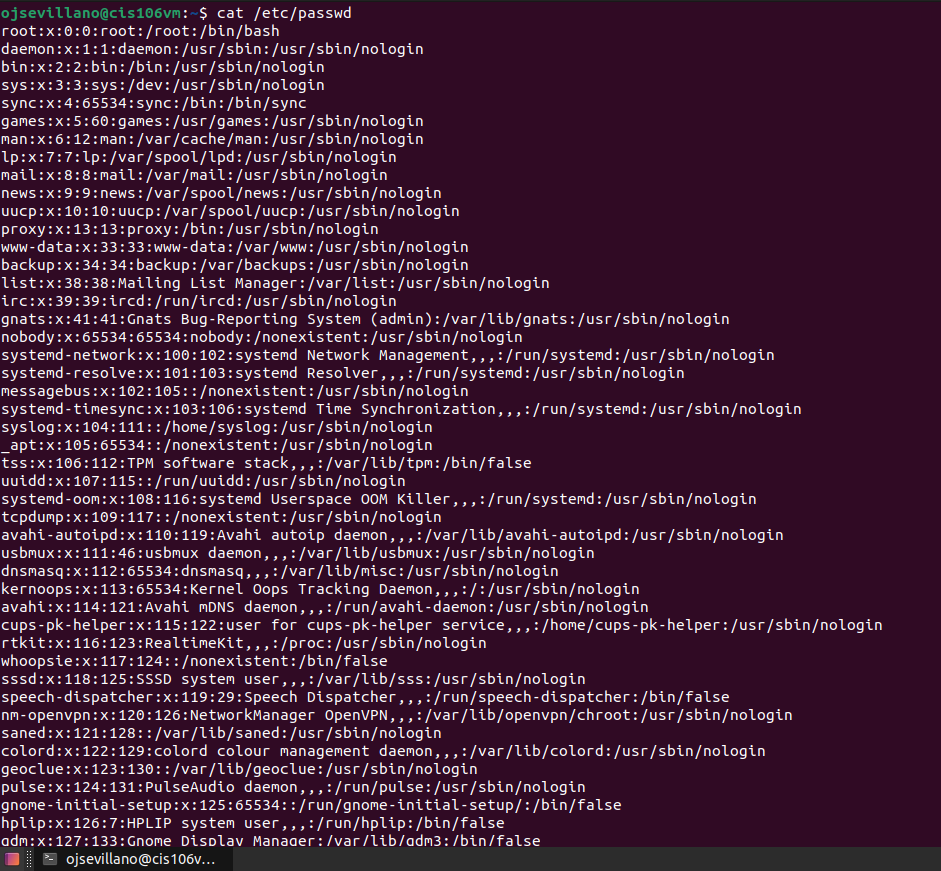 ojsevillano@cis106vm:~$ cat /etc/passwd
root:x:0:0:root:/root:/bin/bash
daemon:x:1:1:daemon:/usr/sbin:/usr/sbin/nologin
bin:x:2:2:bin:/bin:/usr/sbin/nologin
sys:x:3:3:sys:/dev:/usr/sbin/nologin
sync:x:4:65534:sync:/bin:/bin/sync
games:x:5:60:games:/usr/games:/usr/sbin/nologin
man:x:6:12:man:/var/cache/man:/usr/sbin/nologin
lp:x:7:7:lp:/var/spool/lpd:/usr/sbin/nologin
mail:x:8:8:mail:/var/mail:/usr/sbin/nologin
news:x:9:9:news:/var/spool/news:/usr/sbin/nologin
uucp:x:10:10:uucp:/var/spool/uucp:/usr/sbin/nologin
proxy:x:13:13:proxy:/bin:/usr/sbin/nologin
www-data:x:33:33:www-data:/var/www:/usr/sbin/nologin
backup:x:34:34:backup:/var/backups:/usr/sbin/nologin
list:x:38:38:Mailing List Manager:/var/list:/usr/sbin/nologin
irc:x:39:39:ircd:/run/ircd:/usr/sbin/nologin
gnats:x:41:41:Gnats Bug-Reporting System (admin):/var/lib/gnats:/usr/sbin/nologin
nobody:x:65534:65534:nobody:/nonexistent:/usr/sbin/nologin
systemd-network:x:100:102:systemd Network Management,,,:/run/systemd:/usr/sbin/nologin
systemd-resolve:x:101:103:systemd Resolver,,,:/run/systemd:/usr/sbin/nologin
messagebus:x:102:105::/nonexistent:/usr/sbin/nologin
systemd-timesync:x:103:106:systemd Time Synchronization,,,:/run/systemd:/usr/sbin/nologin
syslog:x:104:111::/home/syslog:/usr/sbin/nologin
_apt:x:105:65534::/nonexistent:/usr/sbin/nologin
tss:x:106:112:TPM software stack,,,:/var/lib/tpm:/bin/false
uuidd:x:107:115::/run/uuidd:/usr/sbin/nologin
systemd-oom:x:108:116:systemd Userspace OOM Killer,,,:/run/systemd:/usr/sbin/nologin
tcpdump:x:109:117::/nonexistent:/usr/sbin/nologin
avahi-autoipd:x:110:119:Avahi autoip daemon,,,:/var/lib/avahi-autoipd:/usr/sbin/nologin
usbmux:x:111:46:usbmux daemon,,,:/var/lib/usbmux:/usr/sbin/nologin
dnsmasq:x:112:65534:dnsmasq,,,:/var/lib/misc:/usr/sbin/nologin
kernoops:x:113:65534:Kernel Oops Tracking Daemon,,,:/:/usr/sbin/nologin
avahi:x:114:121:Avahi mDNS daemon,,,:/run/avahi-daemon:/usr/sbin/nologin
cups-pk-helper:x:115:122:user for cups-pk-helper service,,,:/home/cups-pk-helper:/usr/sbin/nologin
rtkit:x:116:123:RealtimeKit,,,:/proc:/usr/sbin/nologin
whoopsie:x:117:124::/nonexistent:/bin/false
sssd:x:118:125:SSSD system user,,,:/var/lib/sss:/usr/sbin/nologin
speech-dispatcher:x:119:29:Speech Dispatcher,,,:/run/speech-dispatcher:/bin/false
nm-openvpn:x:120:126:NetworkManager OpenVPN,,,:/var/lib/openvpn/chroot:/usr/sbin/nologin
saned:x:121:128::/var/lib/saned:/usr/sbin/nologin
colord:x:122:129:colord colour management daemon,,,:/var/lib/colord:/usr/sbin/nologin
geoclue:x:123:130::/var/lib/geoclue:/usr/sbin/nologin
pulse:x:124:131:PulseAudio daemon,,,:/run/pulse:/usr/sbin/nologin
gnome-initial-setup:x:125:65534::/run/gnome-initial-setup/:/bin/false
hplip:x:126:7:HPLIP system user,,,:/run/hplip:/bin/false
gdm:x:127:133:Gnome Display Manager:/var/lib/gdm3:/bin/false
ojsevillano@cis106v...